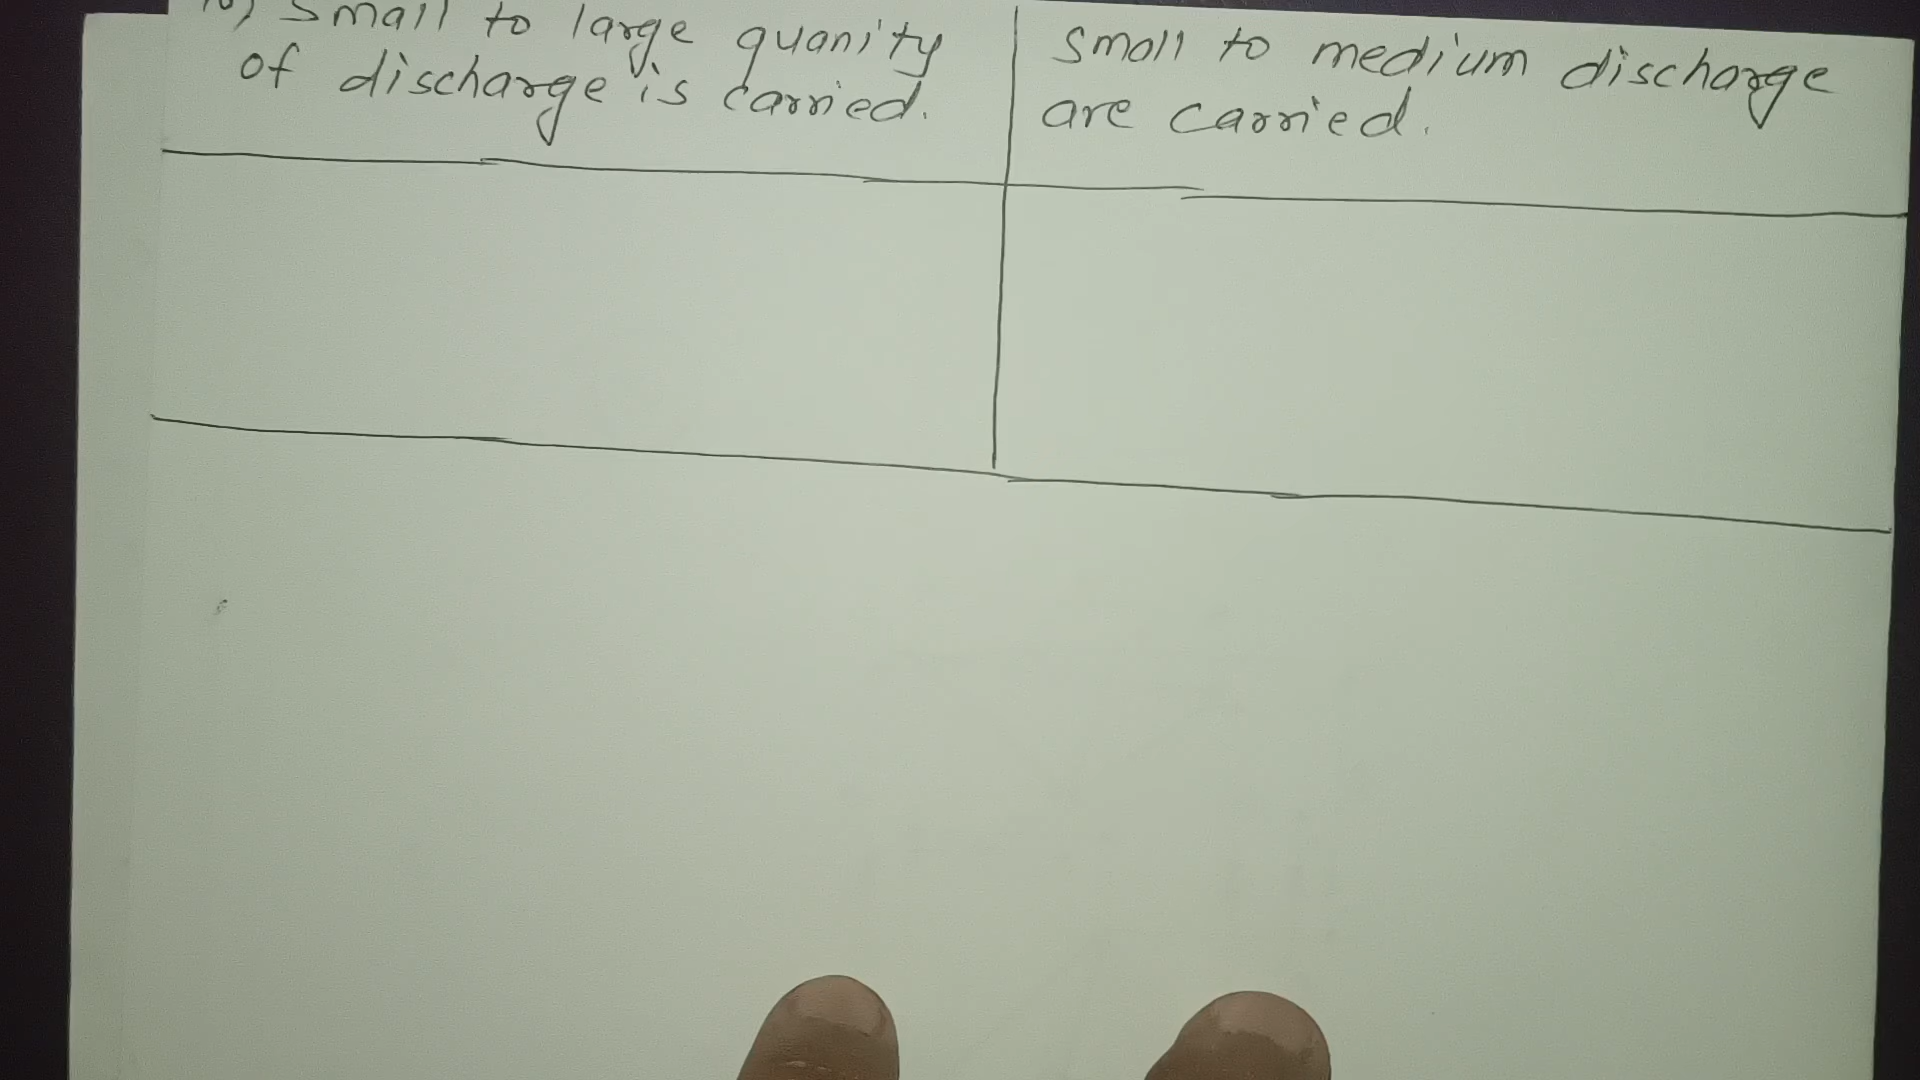 Small to large quanity
of discharge is carried.
Small to medium discharge
are carried.